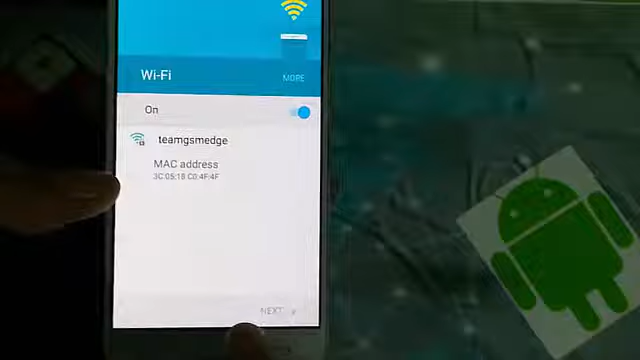 Wi-Fi
MORE
On
teamgsmedge
MAC address
3C:05:18:C0:4F:4F
NEXT